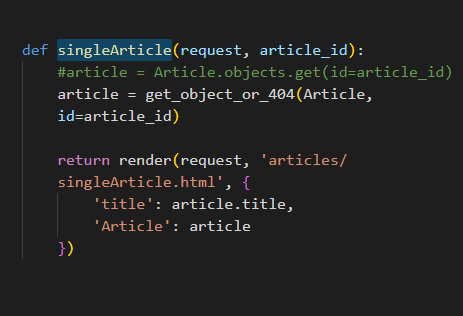 def singleArticle(request, article_id):
#article = Article.objects.get(id=article_id)
article = get_object_or_404(Article,
id=article_id)
return render(request, 'articles/
singleArticle.html', {
'title': article.title,
'Article': article
})